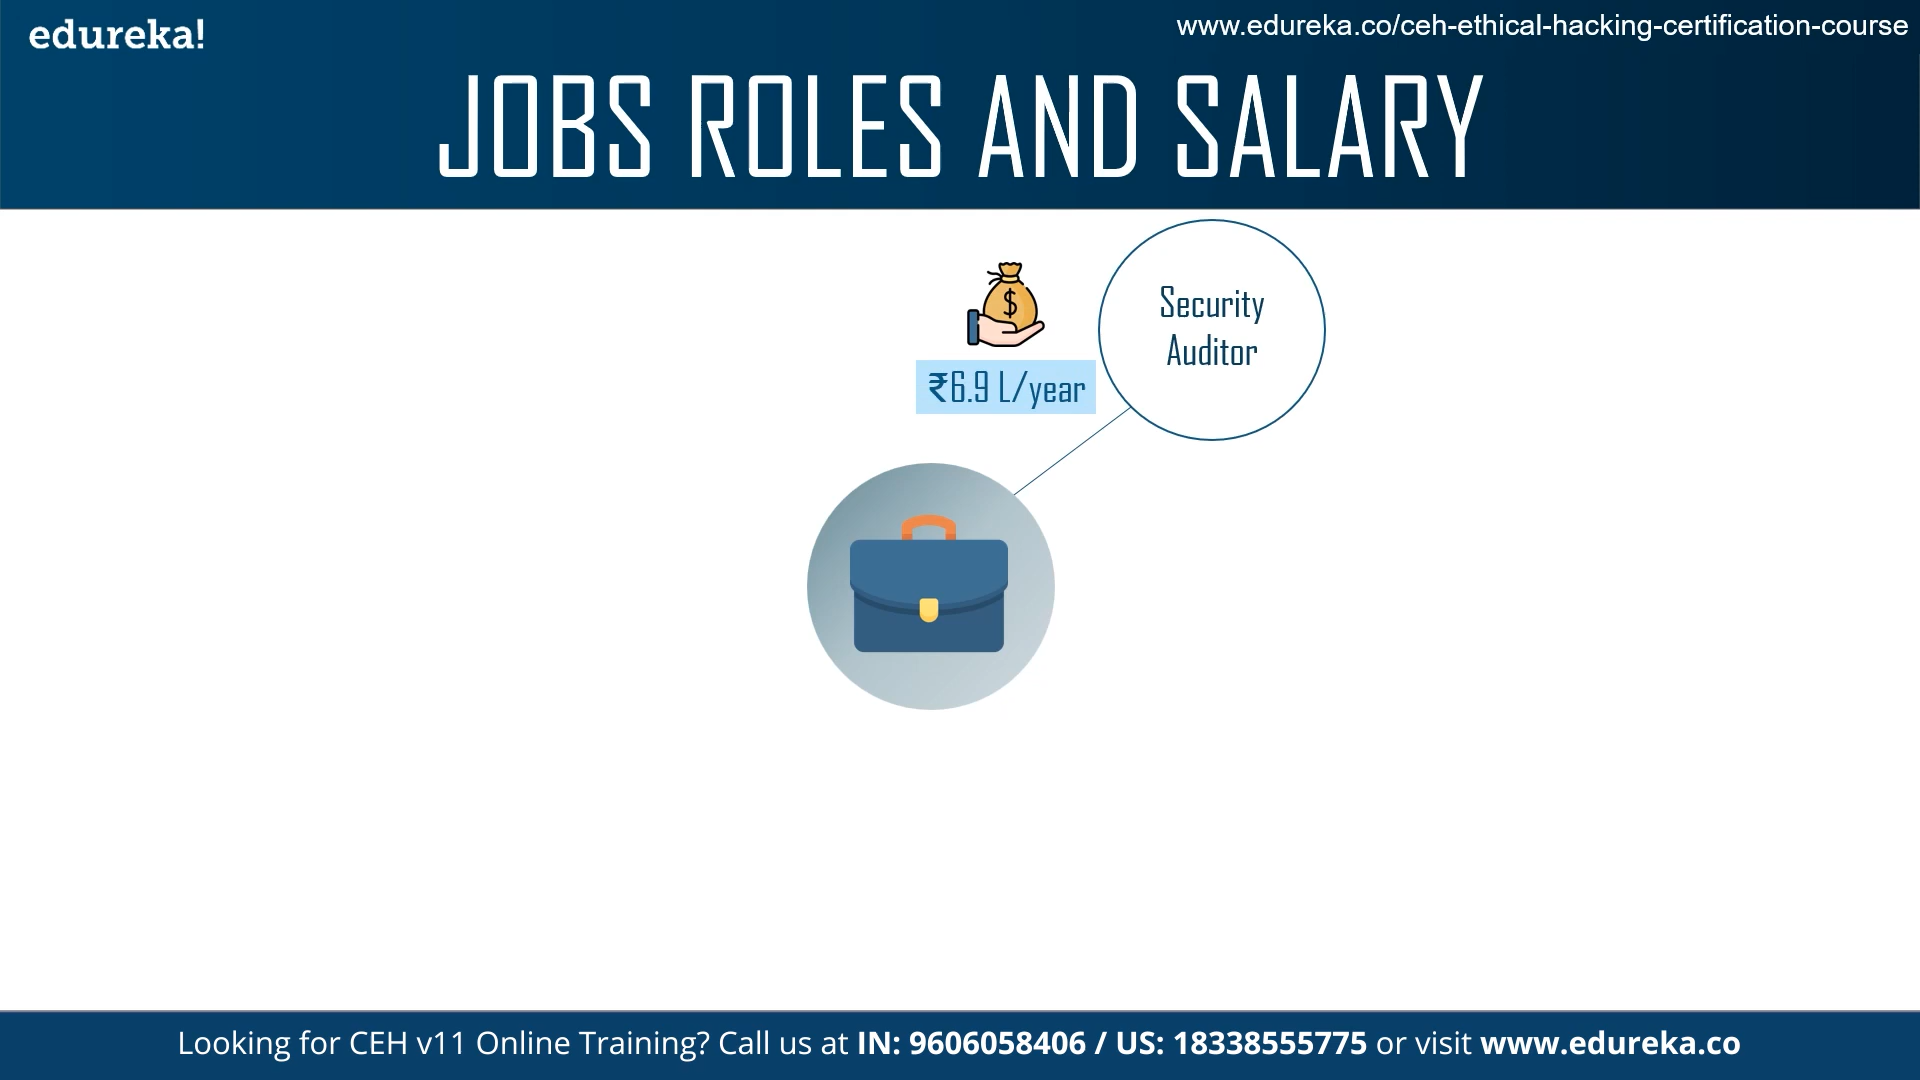 edureka!
www.edureka.co/ceh-ethical-hacking-certification-course
JOBS ROLES AND SALARY
$
Security
Auditor
₹6.9 L/year
Looking for CEH v11 Online Training? Call us at IN: 9606058406 / US: 18338555775 or visit www.edureka.co